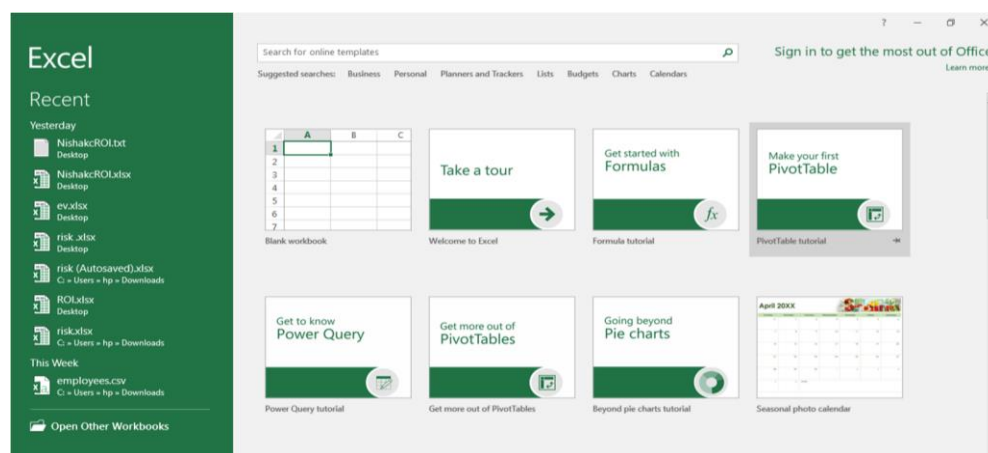 Excel
Recent
Yesterday
NishakcROI.txt
Desktop
NishakcROI.xlsx
Desktop
ev.xlsx
Desktop
risk .xlsx
Desktop
risk (Autosaved).xlsx
C: » Users » hp » Downloads
ROI.xlsx
Desktop
risk.xlsx
C: » Users » hp » Downloads
This Week
employees.csv
C: » Users » hp » Downloads
Open Other Workbooks
?
Search for online templates
Sign in to get the most out of Office
Learn more
Suggested searches: Business Personal Planners and Trackers Lists Budgets Charts Calendars
A B C
1
2
3
4
5
6
7
Blank workbook
Take a tour
Welcome to Excel
Get started with
Formulas
fx
Formula tutorial
Make your first
PivotTable
PivotTable tutorial
Get to know
Power Query
Power Query tutorial
Get more out of
PivotTables
Get more out of PivotTables
Going beyond
Pie charts
Beyond pie charts tutorial
April 20XX
Seasonal photo calendar